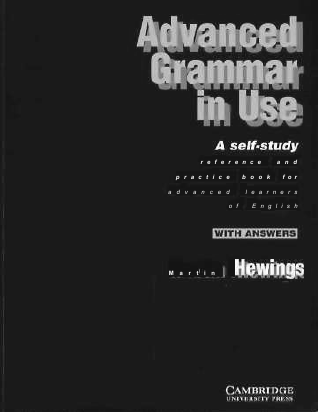 Advanced
Grammar
in Use
A self-study
reference and
practice book for
advanced learners
of English
WITH ANSWERS
Martin Hewings
CAMBRIDGE
UNIVERSITY PRESS